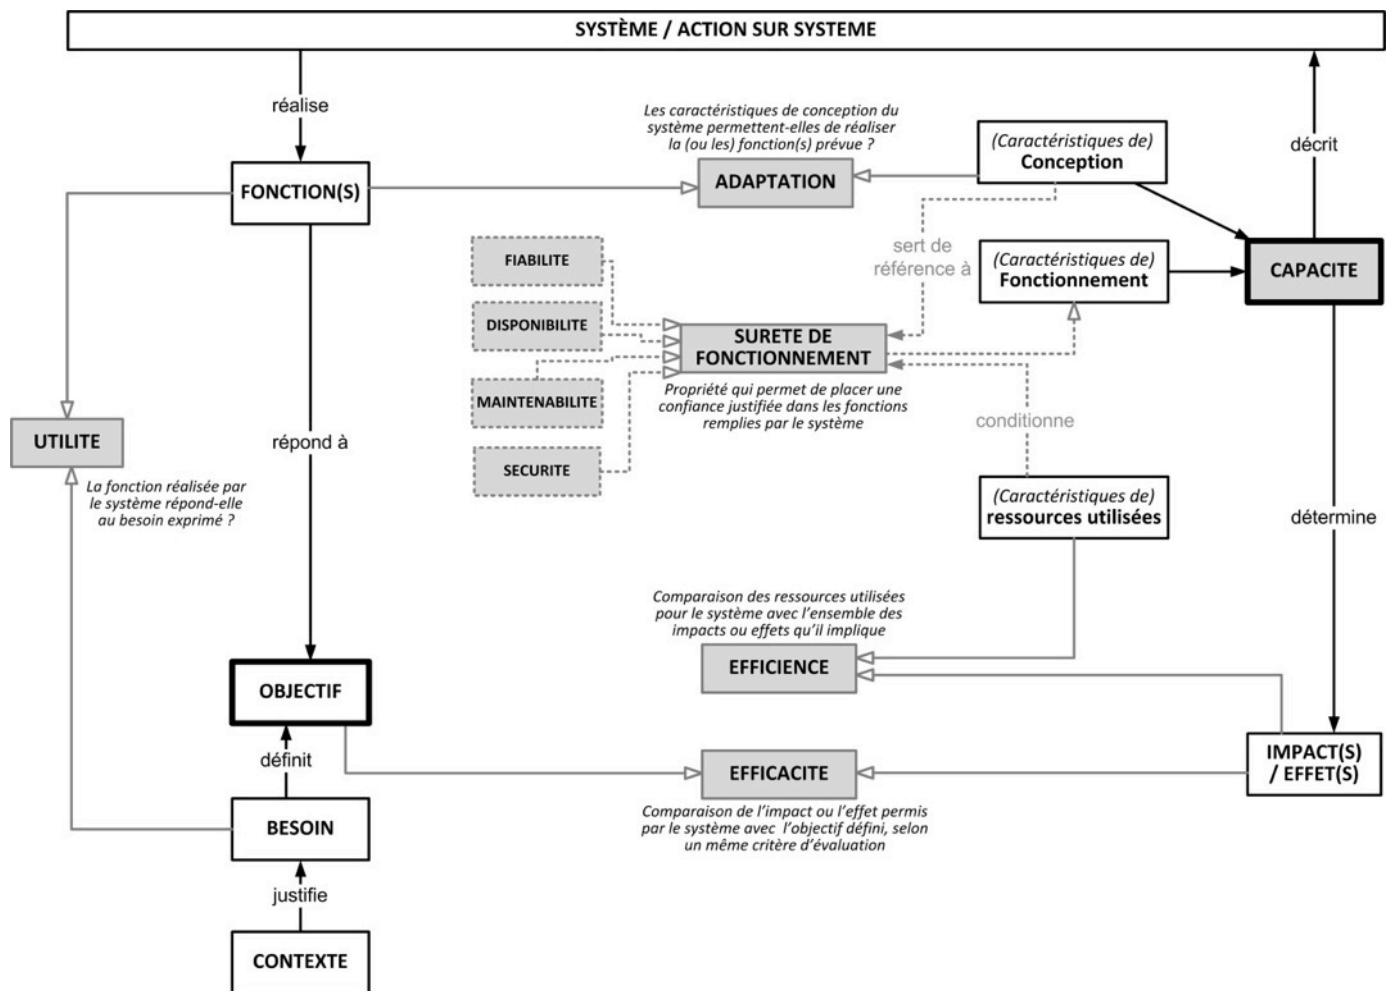 SYSTÈME / ACTION SUR SYSTEME
réalise
Les caractéristiques de conception du
système permettent-elles de réaliser
la (ou les) fonction(s) prévue ?
(Caractéristiques de)
Conception
décrit
FONCTION(S)
ADAPTATION
sert de
référence à
(Caractéristiques de)
Fonctionnement
CAPACITE
FIABILITE
DISPONIBILITE
MAINTENABILITE
SECURITE
SURETE DE
FONCTIONNEMENT
Propriété qui permet de placer une
confiance justifiée dans les fonctions
remplies par le système
conditionne
UTILITE
La fonction réalisée par
le système répond-elle
au besoin exprimé ?
répond à
(Caractéristiques de)
ressources utilisées
détermine
Comparaison des ressources utilisées
pour le système avec l'ensemble des
impacts ou effets qu'il implique
EFFICIENCE
OBJECTIF
définit
EFFICACITE
IMPACT(S)
/ EFFET(S)
Comparaison de l'impact ou l'effet permis
par le système avec l'objectif défini, selon
un même critère d'évaluation
BESOIN
justifie
CONTEXTE